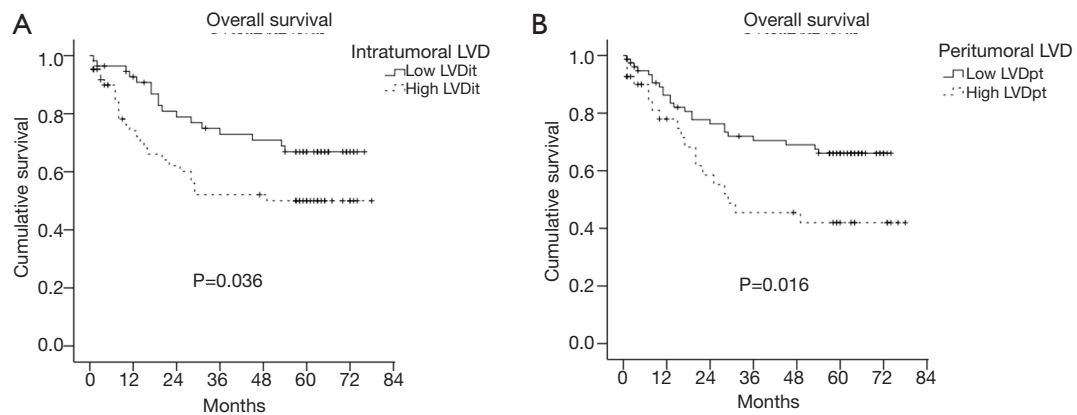 A
Overall survival
Intratumoral LVD
Low LVDit
High LVDit
Cumulative survival
1.0
0.8
0.6
0.4
0.2
0.0
P=0.036
0 12 24 36 48 60 72 84
Months
B
Overall survival
Peritumoral LVD
Low LVDpt
High LVDpt
Cumulative survival
1.0
0.8
0.6
0.4
0.2
0.0
P=0.016
0 12 24 36 48 60 72 84
Months